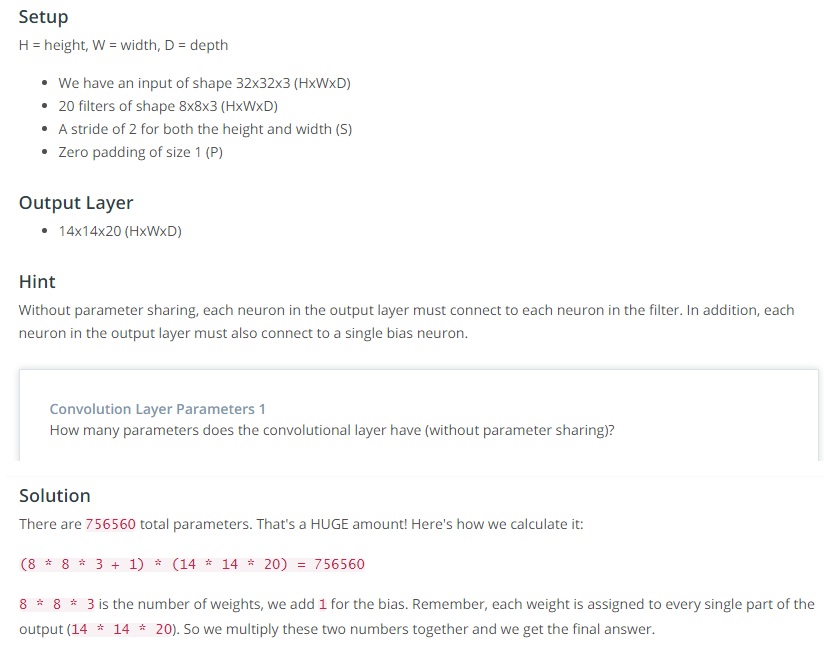 Setup
H = height, W = width, D = depth
• We have an input of shape 32x32x3 (HxWxD)
• 20 filters of shape 8x8x3 (HxWxD)
• A stride of 2 for both the height and width (S)
• Zero padding of size 1 (P)
Output Layer
• 14x14x20 (HxWxD)
Hint
Without parameter sharing, each neuron in the output layer must connect to each neuron in the filter. In addition, each
neuron in the output layer must also connect to a single bias neuron.
Convolution Layer Parameters 1
How many parameters does the convolutional layer have (without parameter sharing)?
Solution
There are 756560 total parameters. That's a HUGE amount! Here's how we calculate it:
(8 * 8 * 3 + 1) * (14 * 14 * 20) = 756560
8 * 8 * 3 is the number of weights, we add 1 for the bias. Remember, each weight is assigned to every single part of the
output (14 * 14 * 20). So we multiply these two numbers together and we get the final answer.